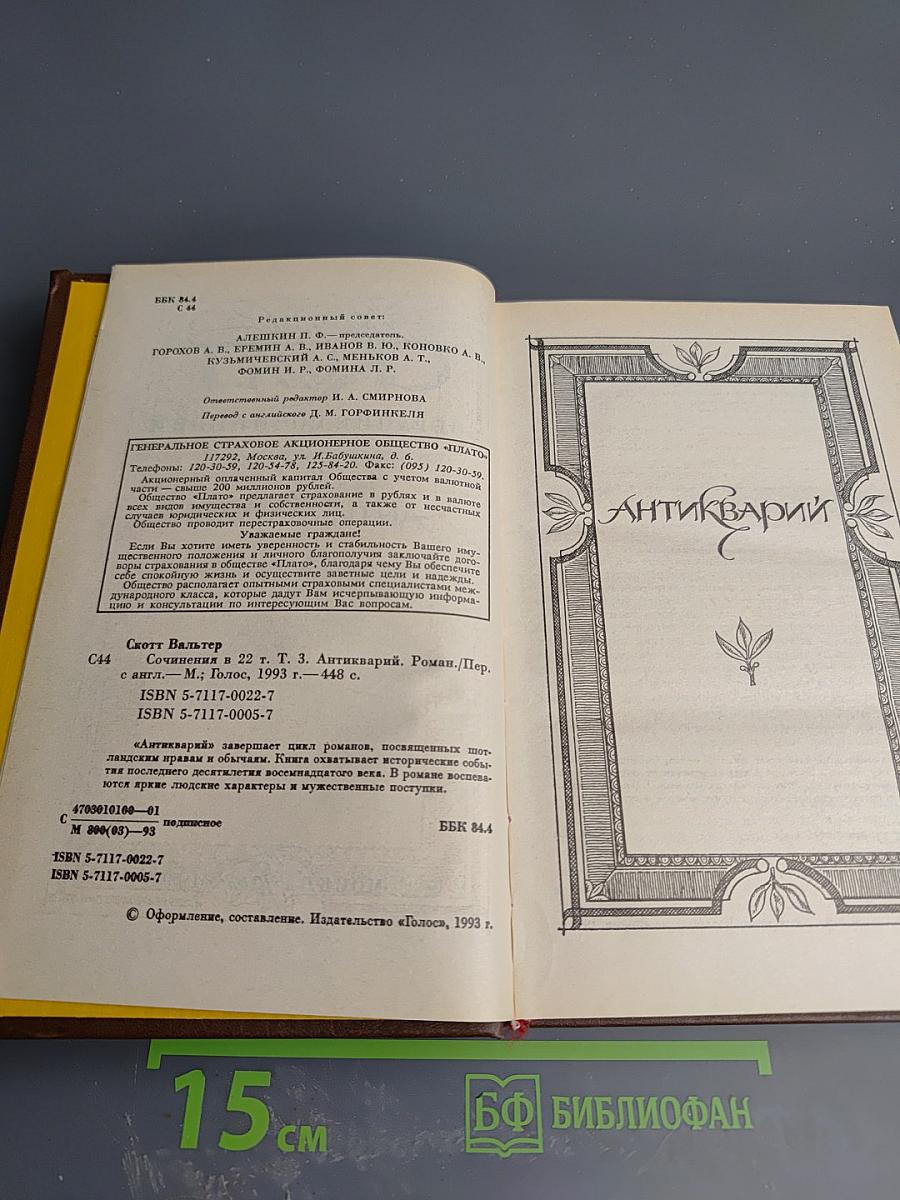 ББК 84.4
С 44
Редакционный совет:
АЛЕШКИН П. Ф.— председатель.
ГОРОХОВ А. В., ЕРЕМИН А. В., ИВАНОВ В. Ю., КОНОВКО А. В.,
КУЗЬМИЧЕВСКИЙ А. С., МЕНЬКОВ А. Т.,
ФОМИН И. Р., ФОМИНА Л. Р.
Ответственный редактор И. А. СМИРНОВА
Перевод с английского Д. М. ГОРФИНКЕЛЯ
ГЕНЕРАЛЬНОЕ СТРАХОВОЕ АКЦИОНЕРНОЕ ОБЩЕСТВО «ПЛАТО»
117292, Москва, ул. И.Бабушкина, д. 6.
Телефоны: 120-30-59, 120-54-78, 125-84-20. Факс: (095) 120-30-59.
Акционерный оплаченный капитал Общества с учетом валютной
части — свыше 200 миллионов рублей.
Общество «Плато» предлагает страхование в рублях и в валюте
всех видов имущества и собственности, а также от несчастных
случаев юридических и физических лиц.
Общество проводит перестраховочные операции.
Уважаемые граждане!
Если Вы хотите иметь уверенность и стабильность Вашего иму-
щественного положения и личного благополучия заключайте дого-
воры страхования в обществе «Плато», благодаря чему Вы обеспечите
себе спокойную жизнь и осуществите заветные цели и надежды.
Общество располагает опытными страховыми специалистами меж-
дународного класса, которые дадут Вам исчерпывающую информа-
цию и консультации по интересующим Вас вопросам.
Скотт Вальтер
С44 Сочинения в 22 т. Т. 3. Антикварий. Роман./Пер.
с англ.— М.; Голос, 1993 г.— 448 с.
ISBN 5-7117-0022-7
ISBN 5-7117-0005-7
«Антикварий» завершает цикл романов, посвященных шот-
ландским нравам и обычаям. Книга охватывает исторические собы-
тия последнего десятилетия восемнадцатого века. В романе воспева-
ются яркие людские характеры и мужественные поступки.
С 4703010100—01
М 800(03)—93 подписное
ББК 84.4
ISBN 5-7117-0022-7
ISBN 5-7117-0005-7
© Оформление, составление. Издательство «Голос», 1993 г.
АНТИКВАРИЙ
15 см
БФ БИБЛИОФАН